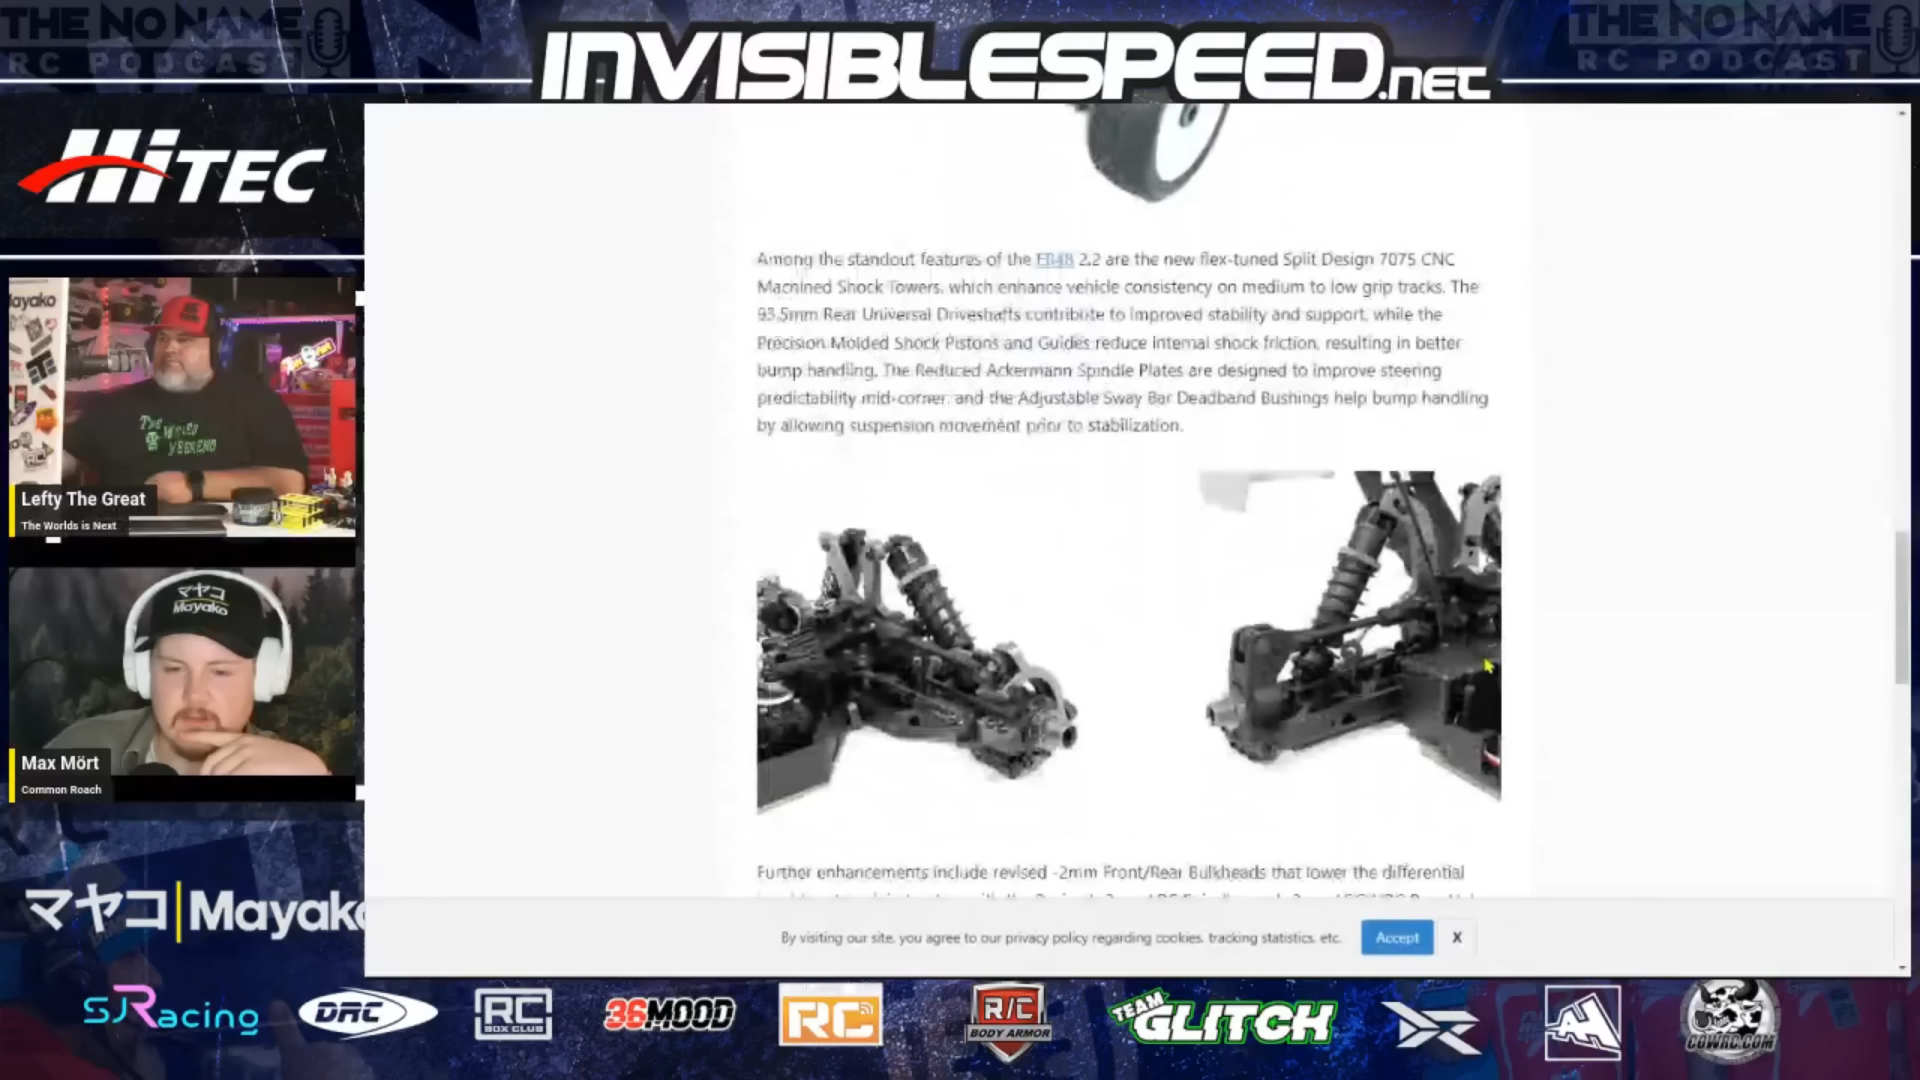 THE NO NAME
RC PODCAST
INVISIBLESPEED.net
THE NO NAME
RC PODCAST
HiTEC
Among the standout features of the EB48 2.2 are the new flex-tuned Split Design 7075 CNC
Machined Shock Towers, which enhance vehicle consistency on medium to low grip tracks. The
93.5mm Rear Universal Driveshafts contribute to improved stability and support, while the
Precision Molded Shock Pistons and Guides reduce internal shock friction, resulting in better
bump handling. The Reduced Ackermann Spindle Plates are designed to improve steering
predictability mid-corner, and the Adjustable Sway Bar Deadband Bushings help bump handling
by allowing suspension movement prior to stabilization.
Mayako
Lefty The Great
The Worlds is Next
マヤコ
Mayako
Max Mört
Common Roach
Further enhancements include revised -2mm Front/Rear Bulkheads that lower the differential
By visiting our site, you agree to our privacy policy regarding cookies, tracking statistics, etc.
Accept
X
マヤコ|Mayako
SJRacing
DRC
RC
BOX CLUB
36MOOD
RC
R/C
BODY ARMOR
TEAM
GLITCH
XR
COWRC.COM